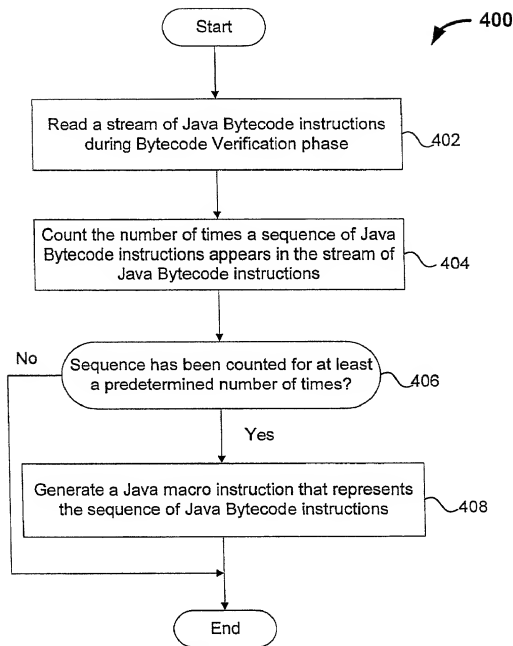 Start
400
Read a stream of Java Bytecode instructions
during Bytecode Verification phase
402
Count the number of times a sequence of Java
Bytecode instructions appears in the stream of
Java Bytecode instructions
404
No
Sequence has been counted for at least
a predetermined number of times?
406
Yes
Generate a Java macro instruction that represents
the sequence of Java Bytecode instructions
408
End